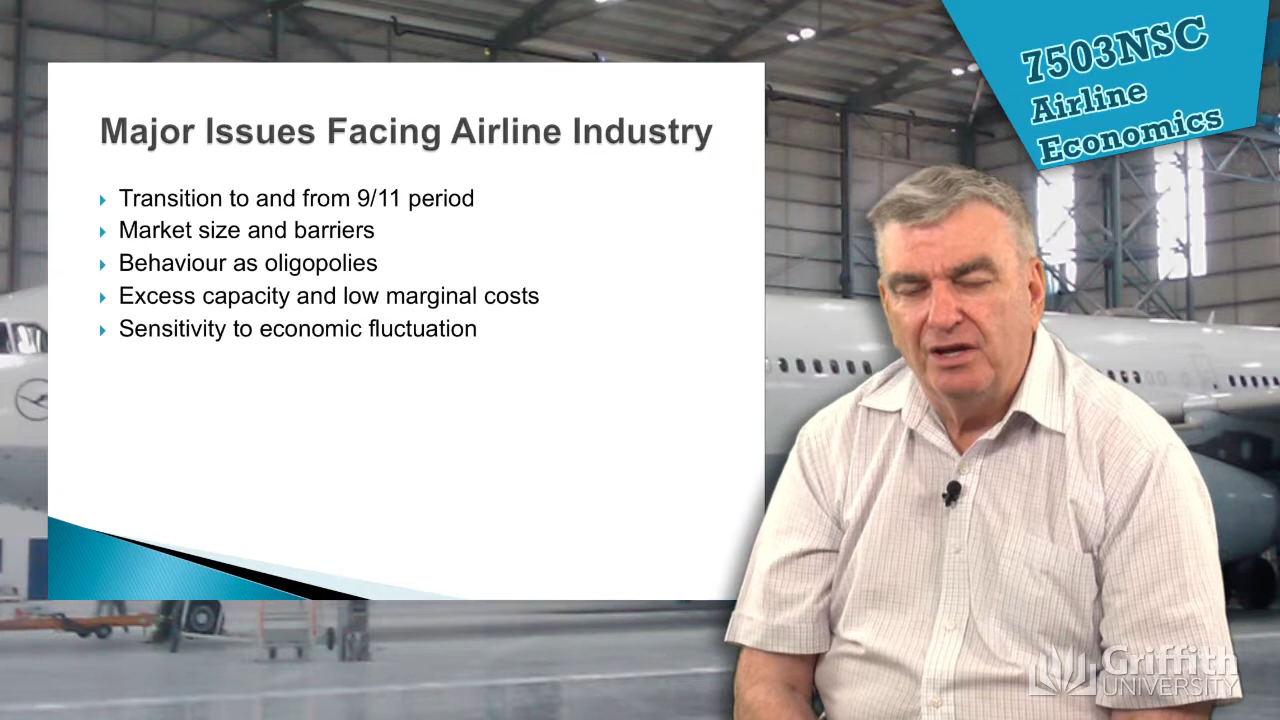 Major Issues Facing Airline Industry
Transition to and from 9/11 period
Market size and barriers
Behaviour as oligopolies
Excess capacity and low marginal costs
Sensitivity to economic fluctuation
7503NSC
Airline
Economics
Griffith
UNIVERSITY